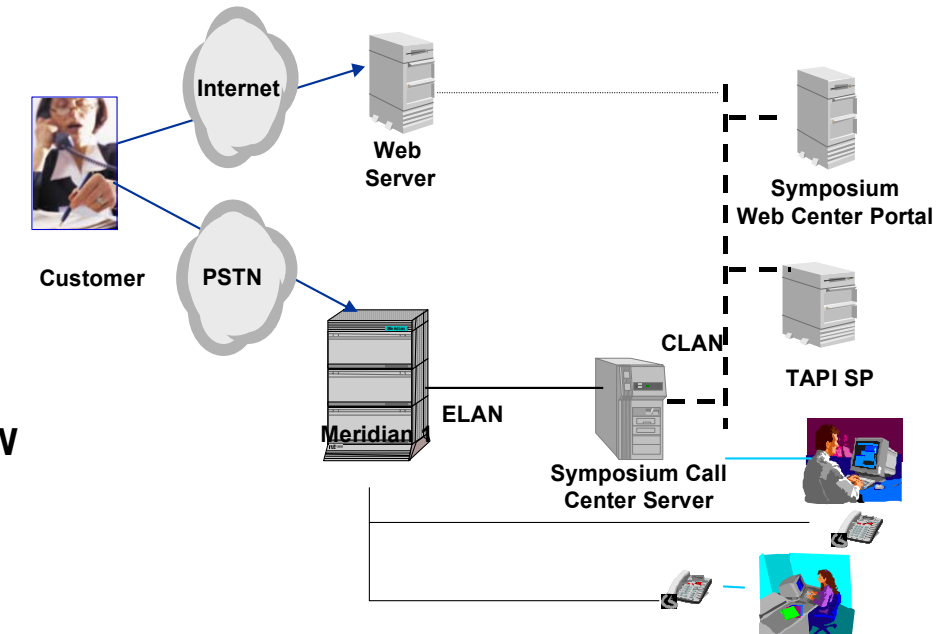 Internet
Web
Server
Symposium
Web Center Portal
Customer
PSTN
CLAN
TAPI SP
ELAN
Meridian 1
Symposium Call
Center Server